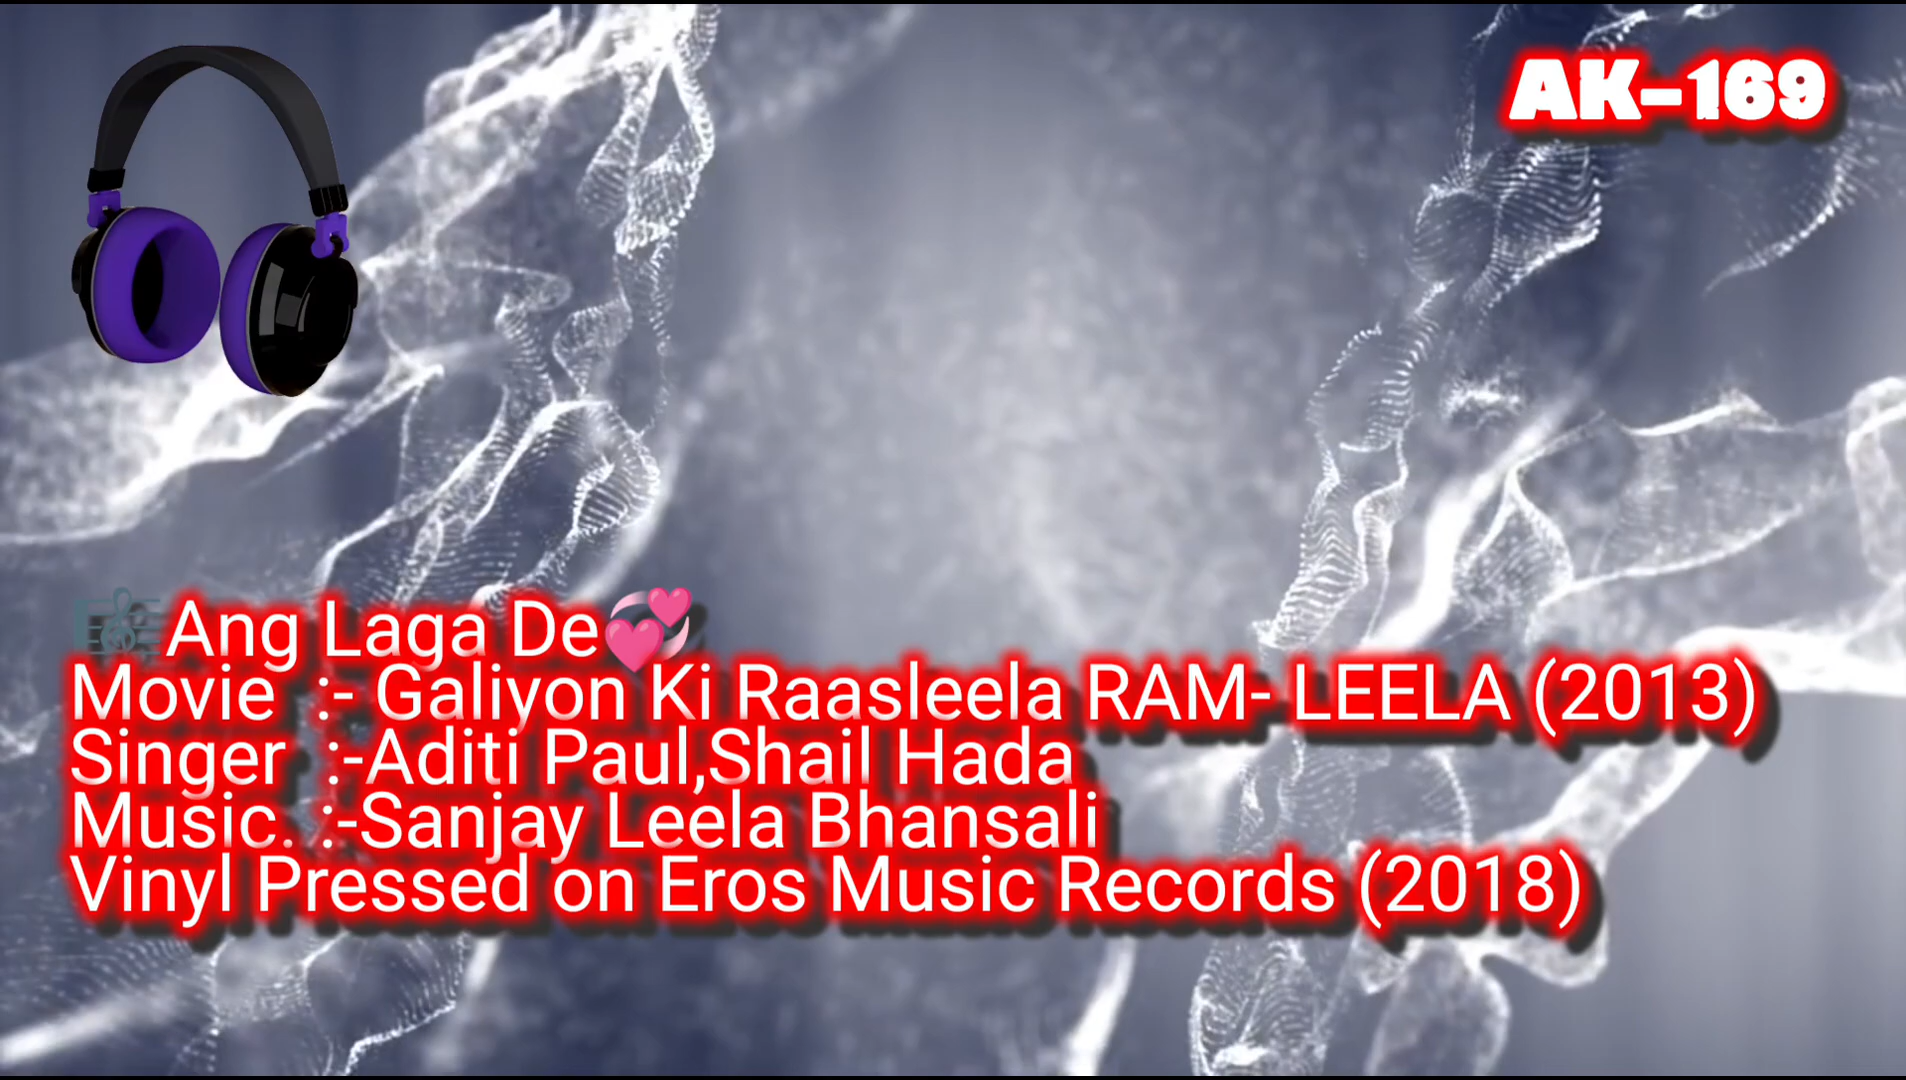 AK-169
🎼Ang Laga De💞
Movie :- Galiyon Ki Raasleela RAM- LEELA (2013)
Singer :-Aditi Paul,Shail Hada
Music. :-Sanjay Leela Bhansali
Vinyl Pressed on Eros Music Records (2018)